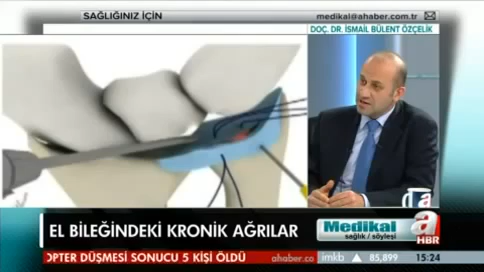 SAĞLIĞINIZ İÇİN
medikal@ahaber.com.tr
DOÇ. DR. İSMAİL BÜLENT ÖZÇELİK
EL BİLEĞİNDEKİ KRONİK AĞRILAR
Medikal
sağlık / söyleşi
a
HBR
OPTER DÜŞMESİ SONUCU 5 KİŞİ ÖLDÜ
ahaber.co
imkb ▲ 85,899
15:24